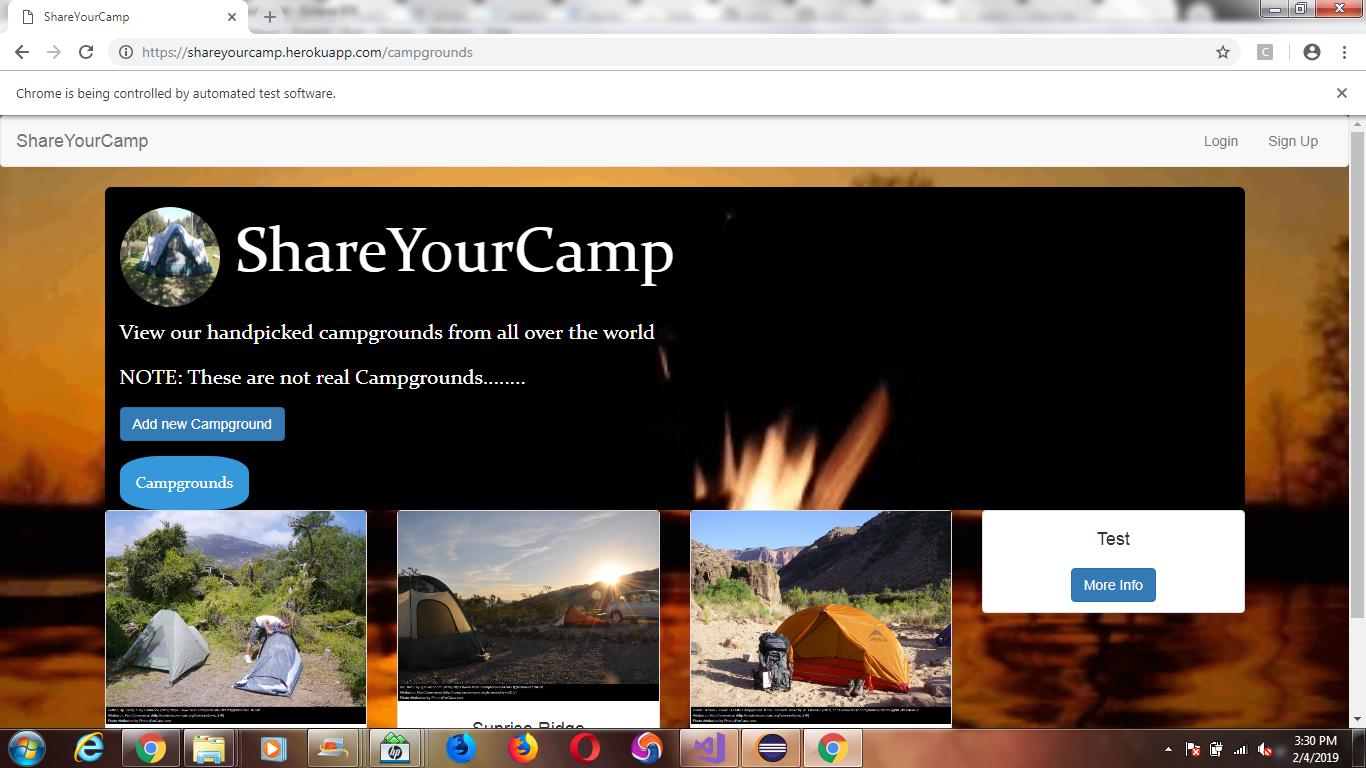 ShareYourCamp
https://shareyourcamp.herokuapp.com/campgrounds
C
Chrome is being controlled by automated test software.
ShareYourCamp
Login
Sign Up
ShareYourCamp
View our handpicked campgrounds from all over the world
NOTE: These are not real Campgrounds........
Add new Campground
Campgrounds
Test
More Info
Sunrise Ridge
3:30 PM
2/4/2019